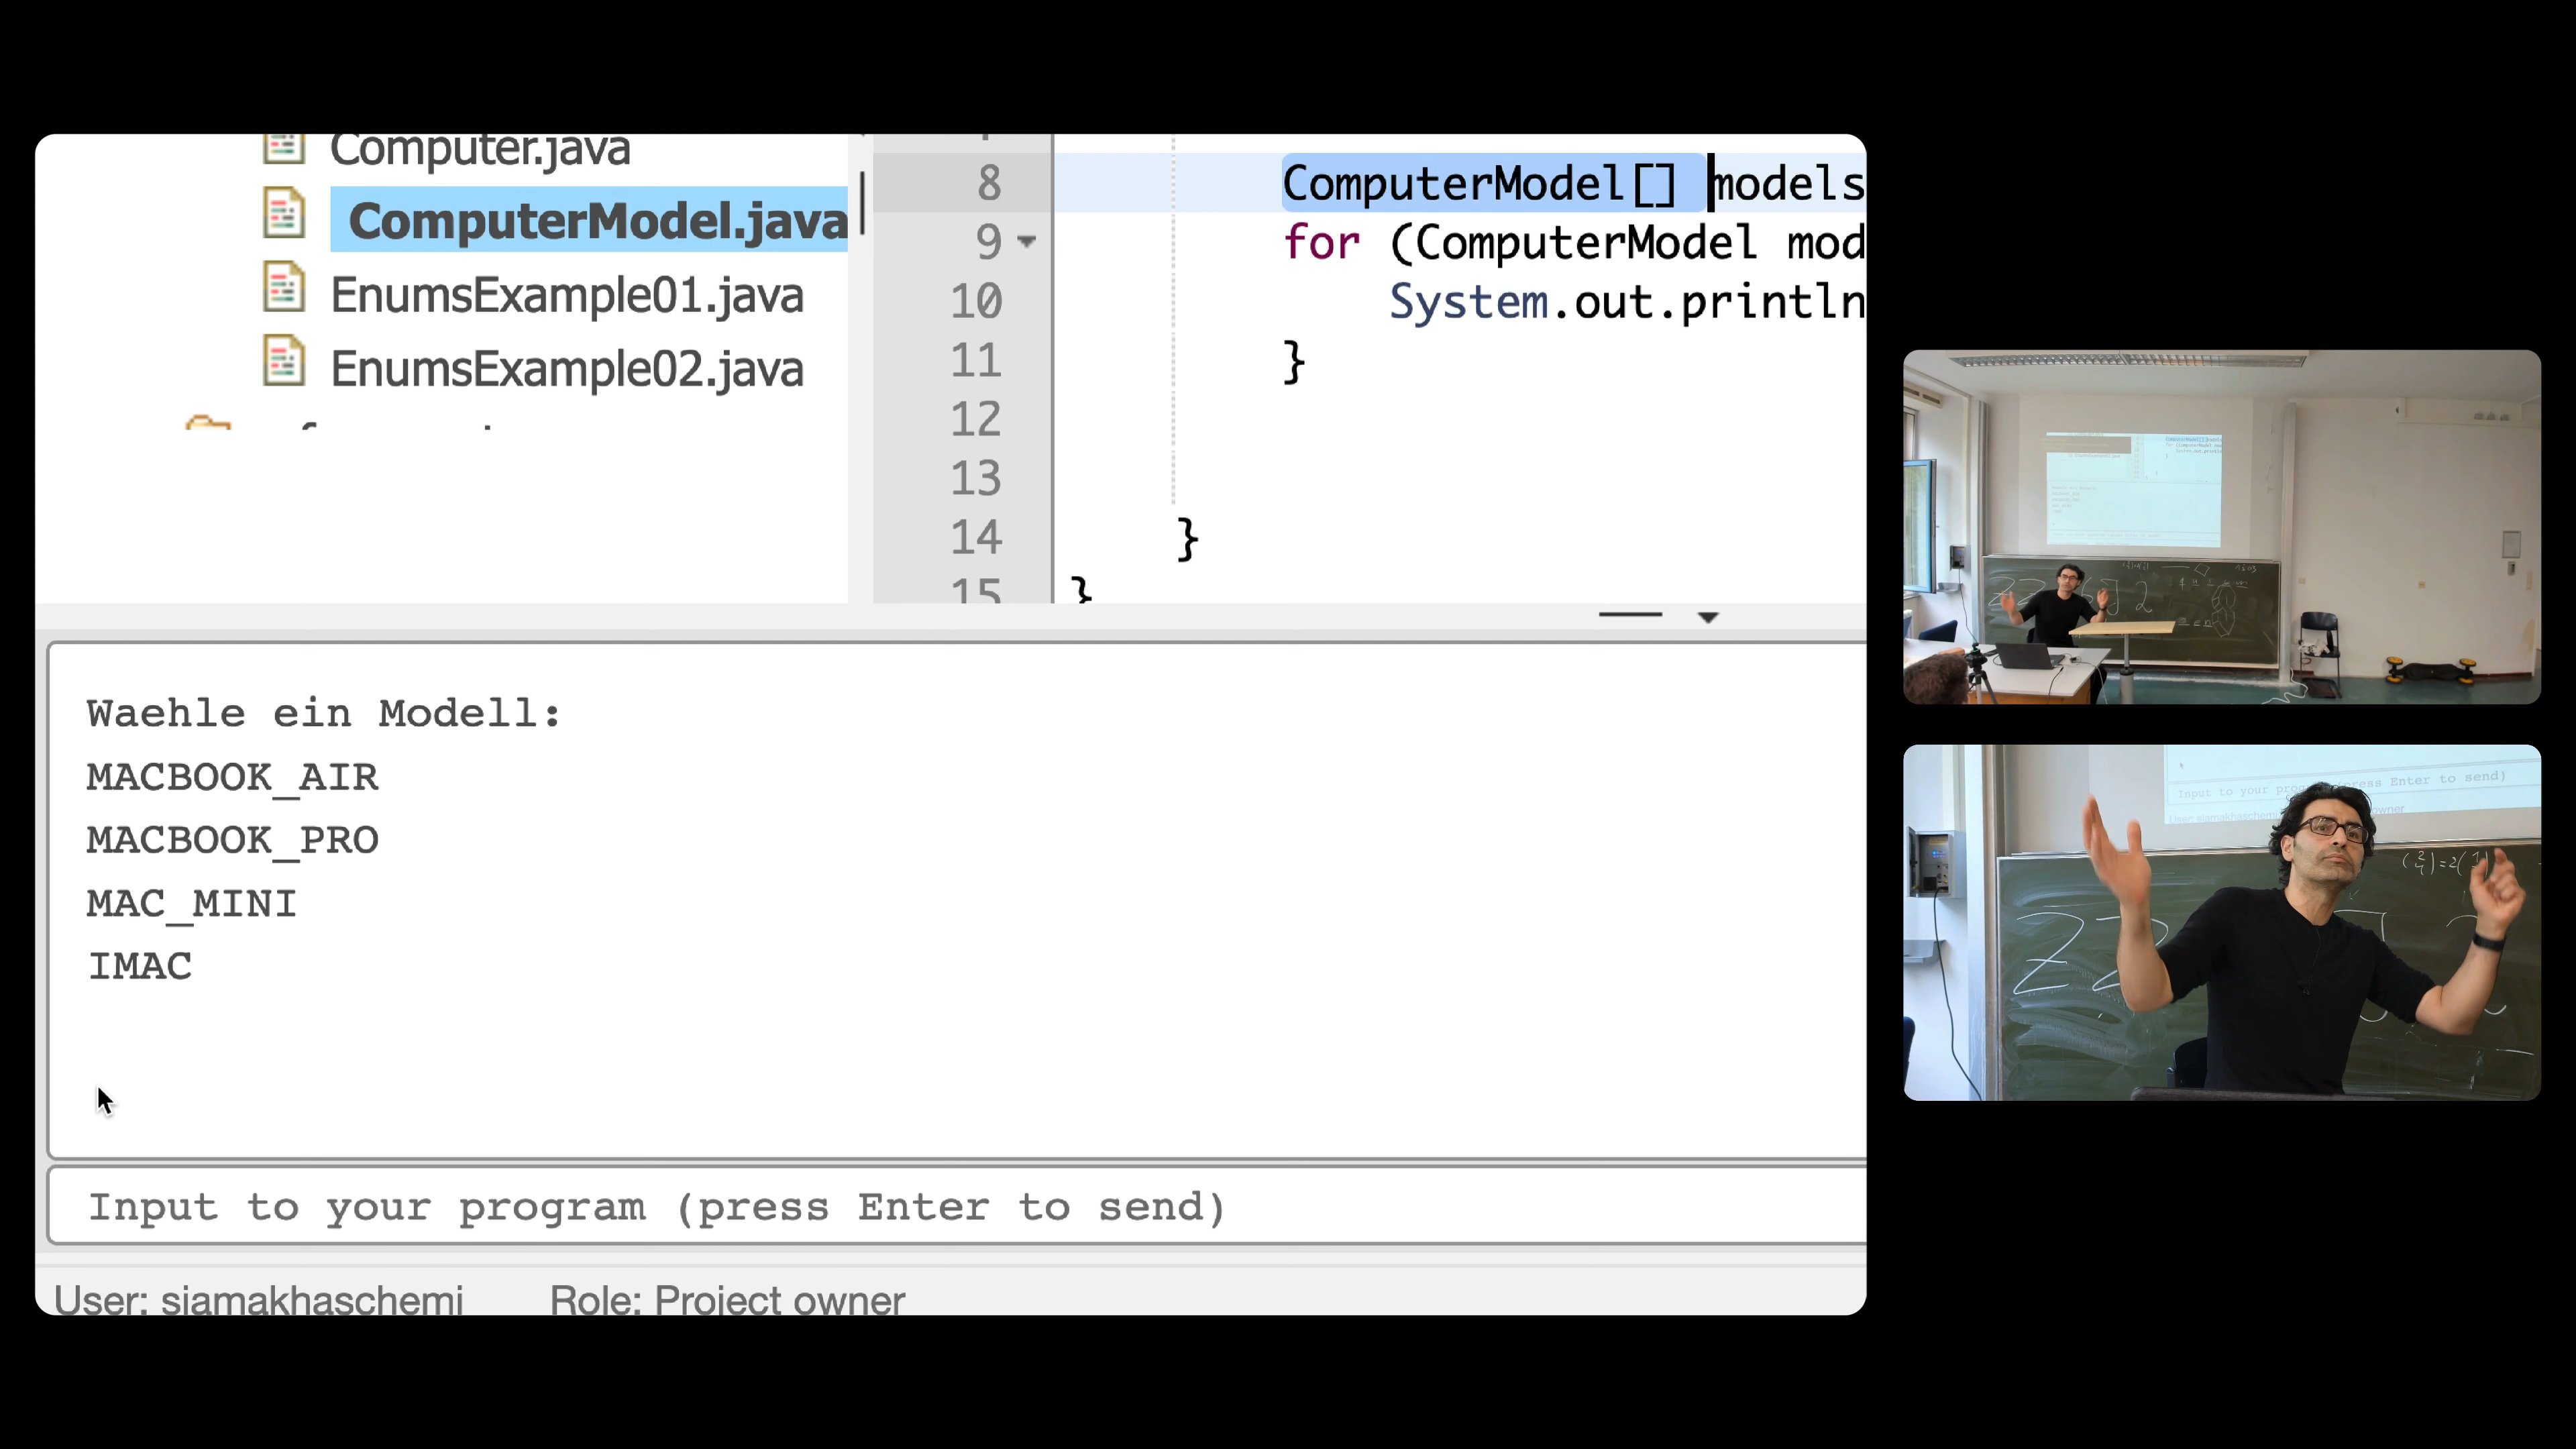 Computer.java
ComputerModel.java
EnumsExample01.java
EnumsExample02.java
8 ComputerModel[] models
9 for (ComputerModel mod
10 System.out.println
11 }
12
13
14 }
15 }
Waehle ein Modell:
MACBOOK_AIR
MACBOOK_PRO
MAC_MINI
IMAC
Input to your program (press Enter to send)
User: siamakhaschemi Role: Project owner